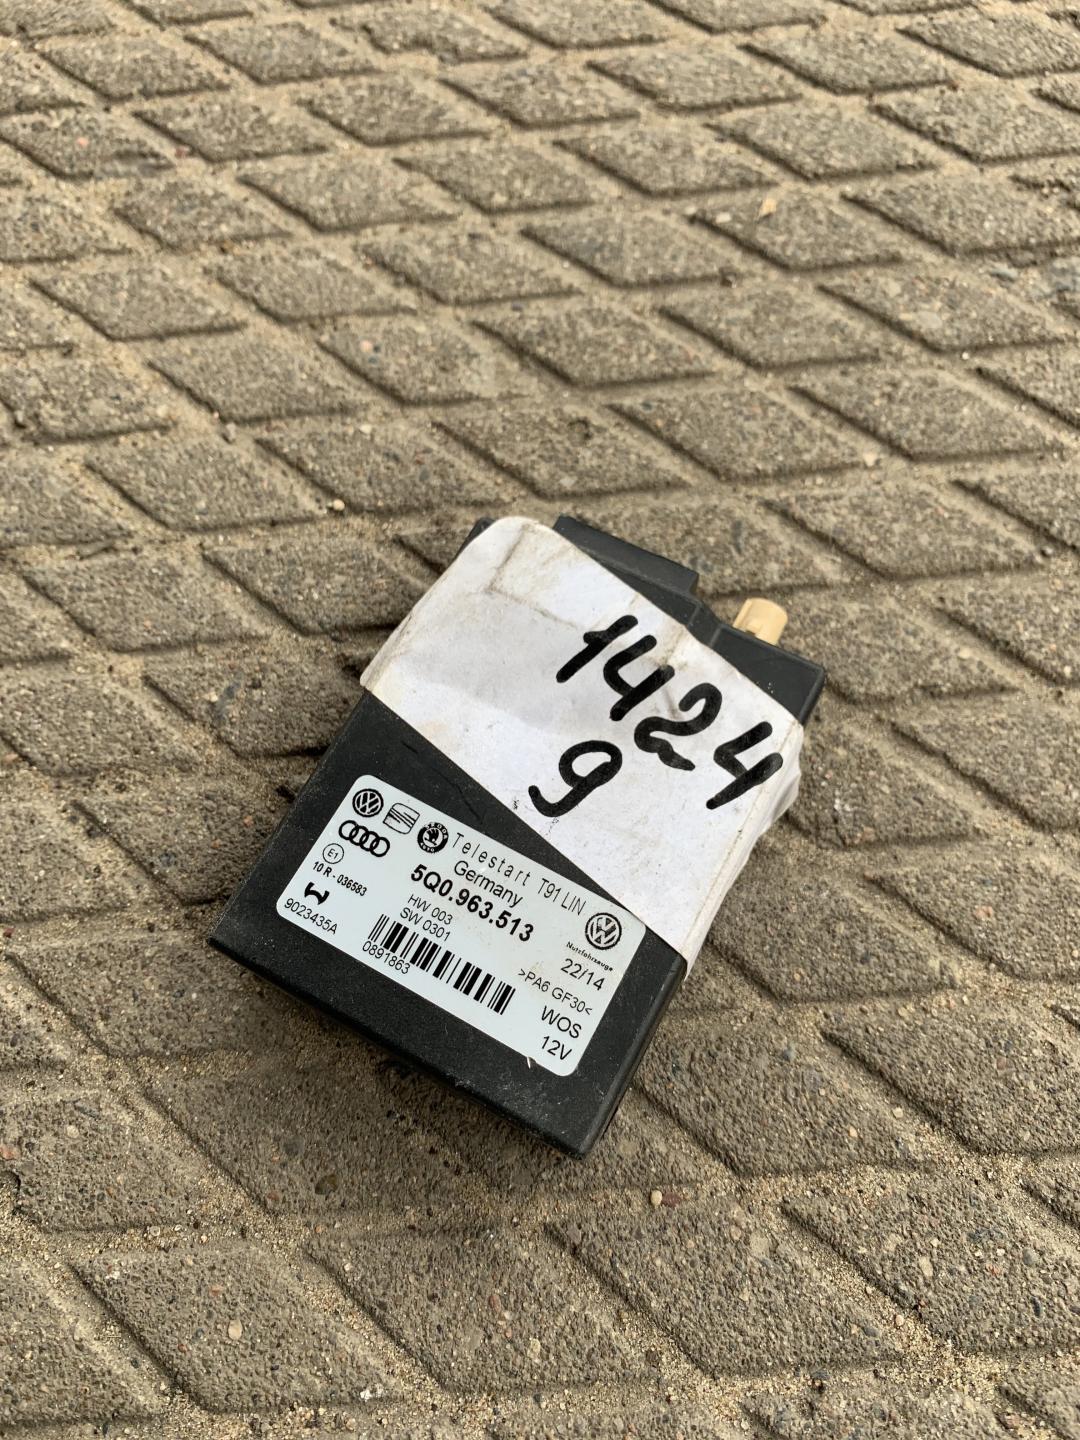 1424
9
Telestart T91 LIN
Germany
5Q0.963.513
HW 003
SW 0301
E1
10 R - 036583
9023435A
0891863
Nutzfahrzeuge
22/14
>PA6 GF30<
WOS
12V